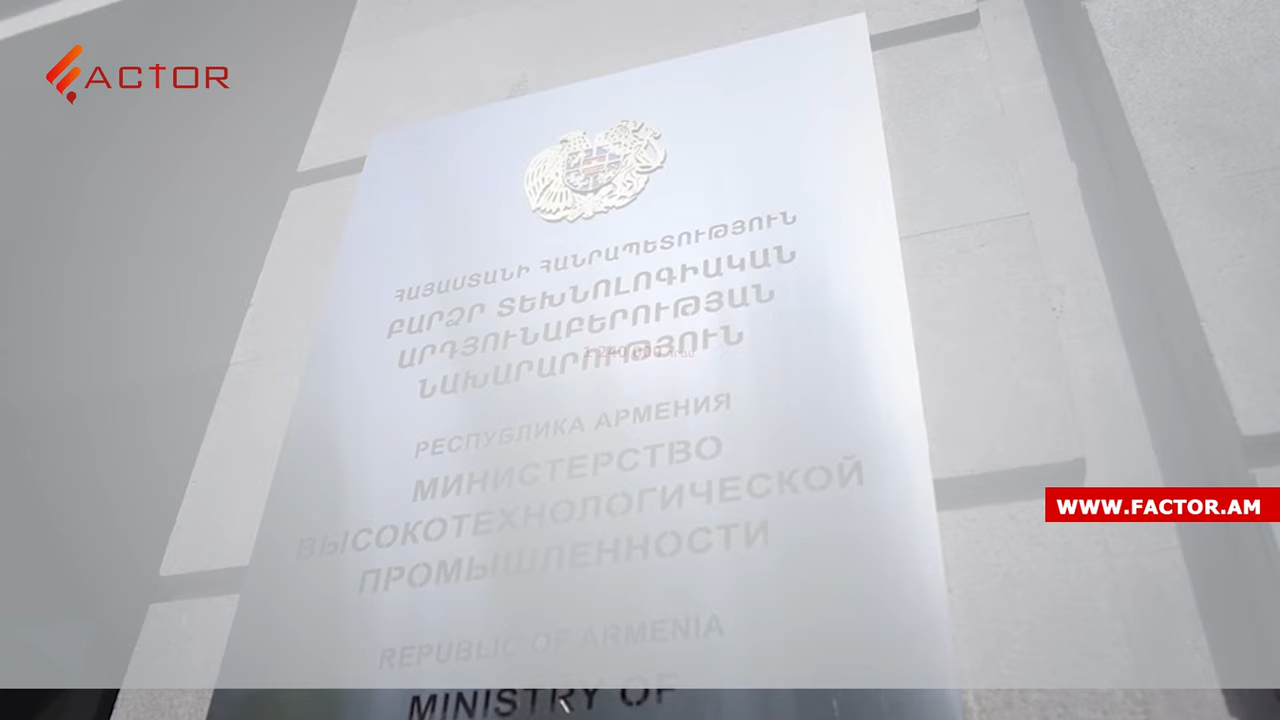 ACTOR
ՀԱՅԱՍՏԱՆԻ ՀԱՆՐԱՊԵՏՈՒԹՅՈՒՆ
ԲԱՐՁՐ ՏԵԽՆՈԼՈԳԻԱԿԱՆ
ԱՐԴՅՈՒՆԱԲԵՐՈՒԹՅԱՆ
ՆԱԽԱՐԱՐՈՒԹՅՈՒՆ
РЕСПУБЛИКА АРМЕНИЯ
МИНИСТЕРСТВО
ВЫСОКОТЕХНОЛОГИЧЕСКОЙ
ПРОМЫШЛЕННОСТИ
WWW.FACTOR.AM
REPUBLIC OF ARMENIA
MINISTRY OF